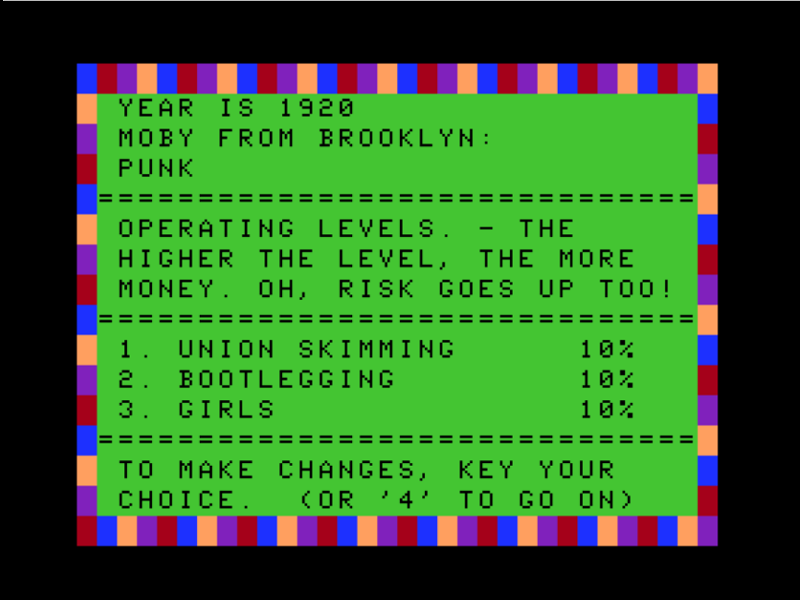 YEAR IS 1920
MOBY FROM BROOKLYN:
PUNK
==============================
OPERATING LEVELS. - THE
HIGHER THE LEVEL, THE MORE
MONEY. OH, RISK GOES UP TOO!
==============================
1. UNION SKIMMING 10%
2. BOOTLEGGING 10%
3. GIRLS 10%
==============================
TO MAKE CHANGES, KEY YOUR
CHOICE. (OR '4' TO GO ON)